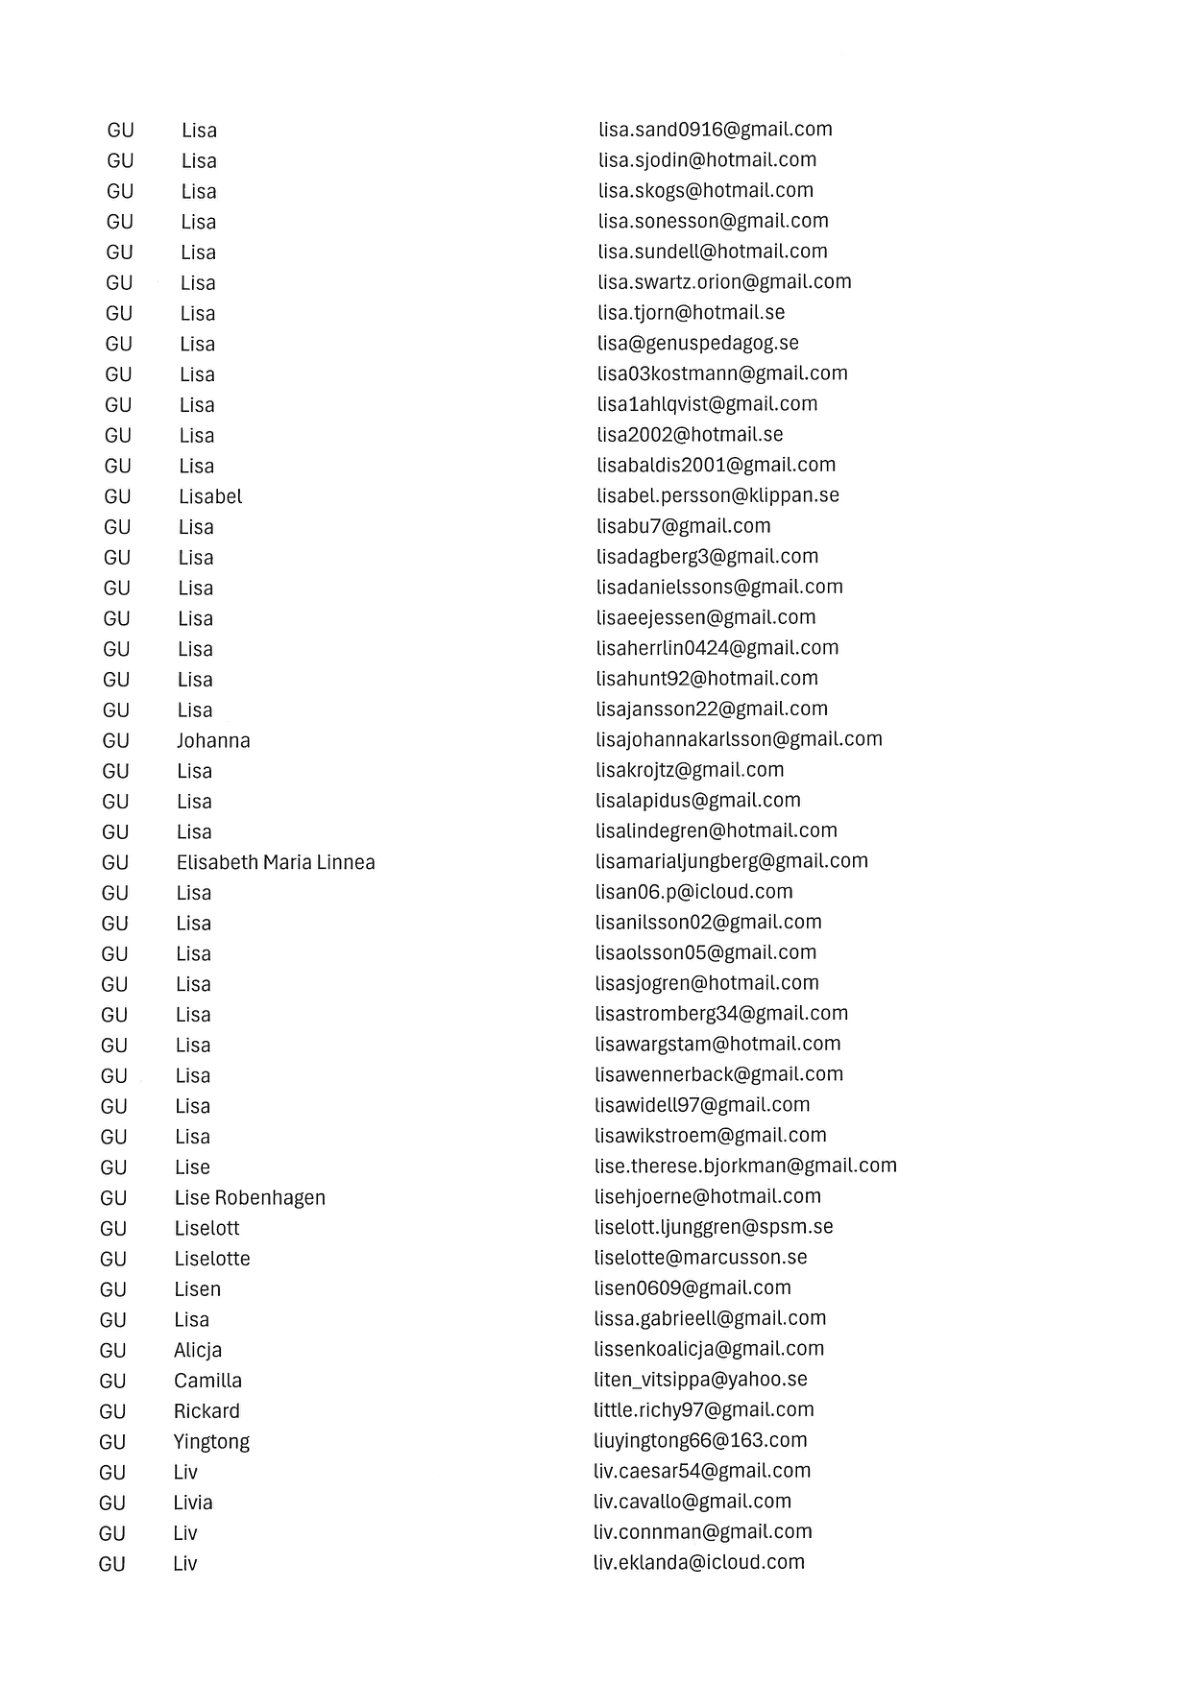 GU Lisa lisa.sand0916@gmail.com
GU Lisa lisa.sjodin@hotmail.com
GU Lisa lisa.skogs@hotmail.com
GU Lisa lisa.sonesson@gmail.com
GU Lisa lisa.sundell@hotmail.com
GU Lisa lisa.swartz.orion@gmail.com
GU Lisa lisa.tjorn@hotmail.se
GU Lisa lisa@genuspedagog.se
GU Lisa lisa03kostmann@gmail.com
GU Lisa lisa1ahlqvist@gmail.com
GU Lisa lisa2002@hotmail.se
GU Lisa lisabaldis2001@gmail.com
GU Lisabel lisabel.persson@klippan.se
GU Lisa lisabu7@gmail.com
GU Lisa lisadagberg3@gmail.com
GU Lisa lisadanielssons@gmail.com
GU Lisa lisaeejessen@gmail.com
GU Lisa lisaherrlin0424@gmail.com
GU Lisa lisahunt92@hotmail.com
GU Lisa lisajansson22@gmail.com
GU Johanna lisajohannakarlsson@gmail.com
GU Lisa lisakrojtz@gmail.com
GU Lisa lisalapidus@gmail.com
GU Lisa lisalindegren@hotmail.com
GU Elisabeth Maria Linnea lisamarialjungberg@gmail.com
GU Lisa lisan06.p@icloud.com
GU Lisa lisanilsson02@gmail.com
GU Lisa lisaolsson05@gmail.com
GU Lisa lisasjogren@hotmail.com
GU Lisa lisastromberg34@gmail.com
GU Lisa lisawargstam@hotmail.com
GU Lisa lisawennerback@gmail.com
GU Lisa lisawidell97@gmail.com
GU Lisa lisawikstroem@gmail.com
GU Lise lise.therese.bjorkman@gmail.com
GU Lise Robenhagen lisehjoerne@hotmail.com
GU Liselott liselott.ljunggren@spsm.se
GU Liselotte liselotte@marcusson.se
GU Lisen lisen0609@gmail.com
GU Lisa lissa.gabrieell@gmail.com
GU Alicja lissenkoalicja@gmail.com
GU Camilla liten_vitsippa@yahoo.se
GU Rickard little.richy97@gmail.com
GU Yingtong liuyingtong66@163.com
GU Liv liv.caesar54@gmail.com
GU Livia liv.cavallo@gmail.com
GU Liv liv.connman@gmail.com
GU Liv liv.eklanda@icloud.com